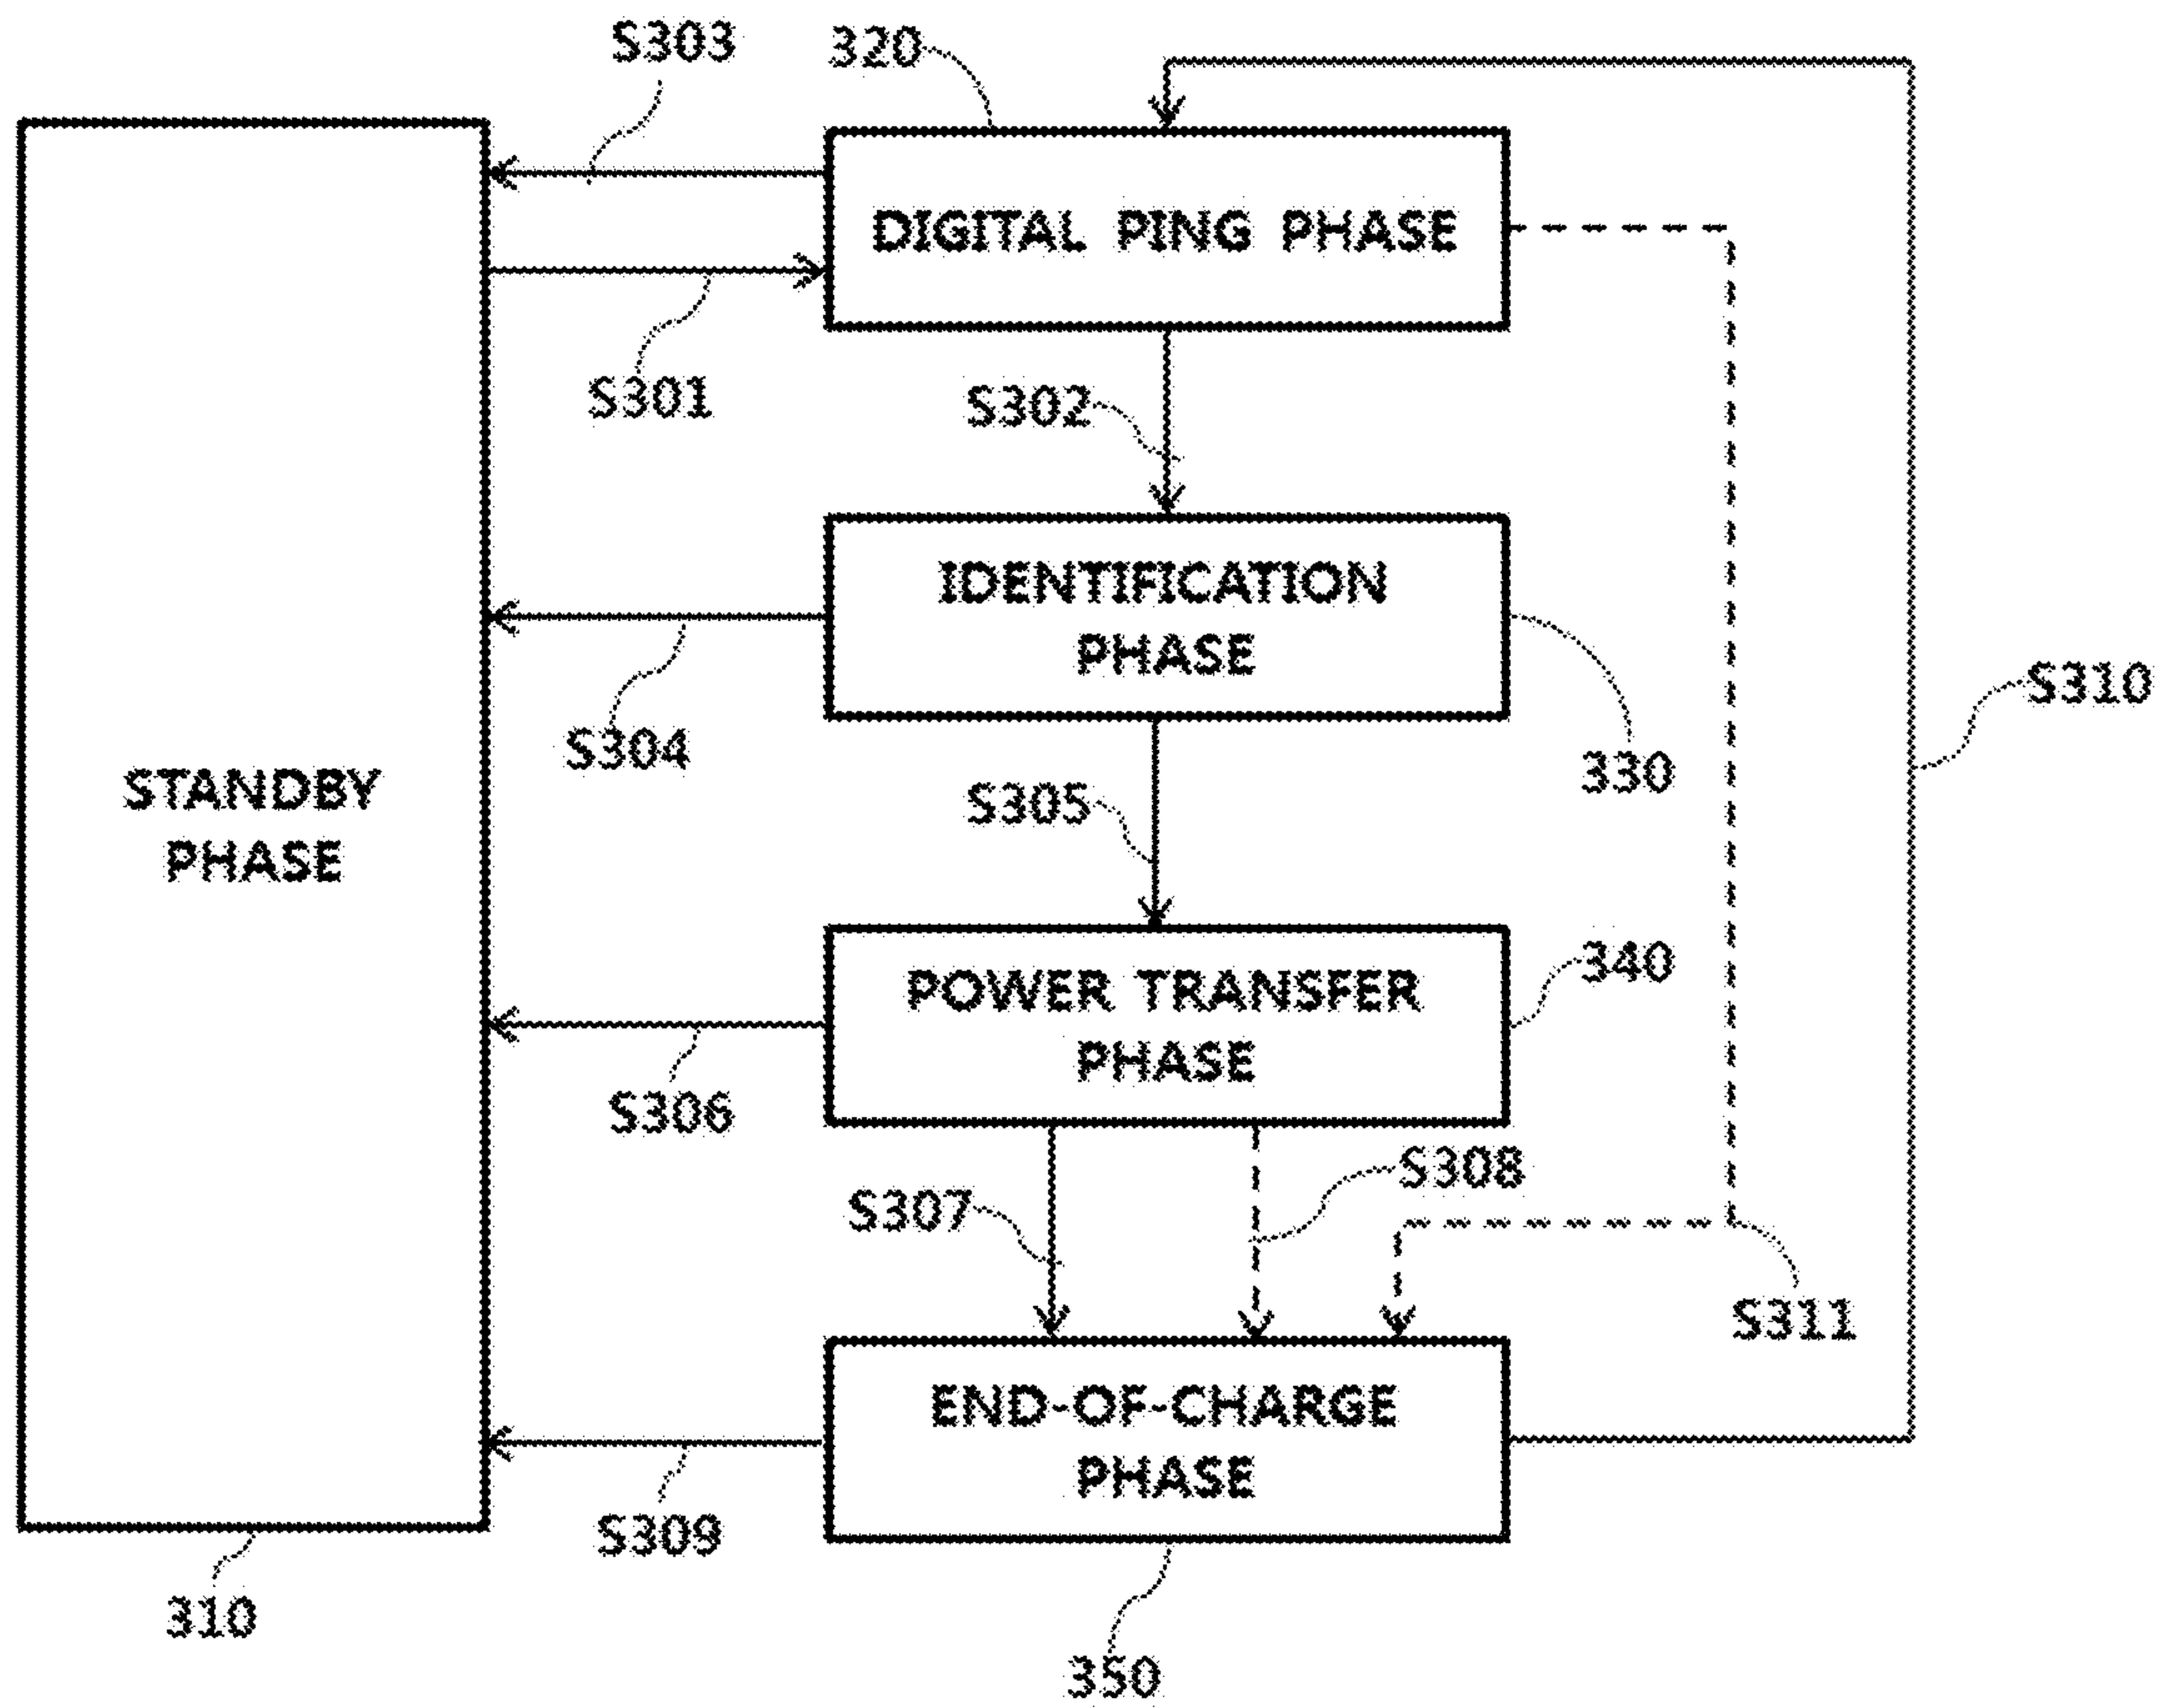 S303
320
DIGITAL PING PHASE
S301
S302
IDENTIFICATION
PHASE
S304
330
S310
S305
STANDBY
PHASE
340
POWER TRANSFER
PHASE
S306
S308
S307
S311
END-OF-CHARGE
PHASE
S309
310
350